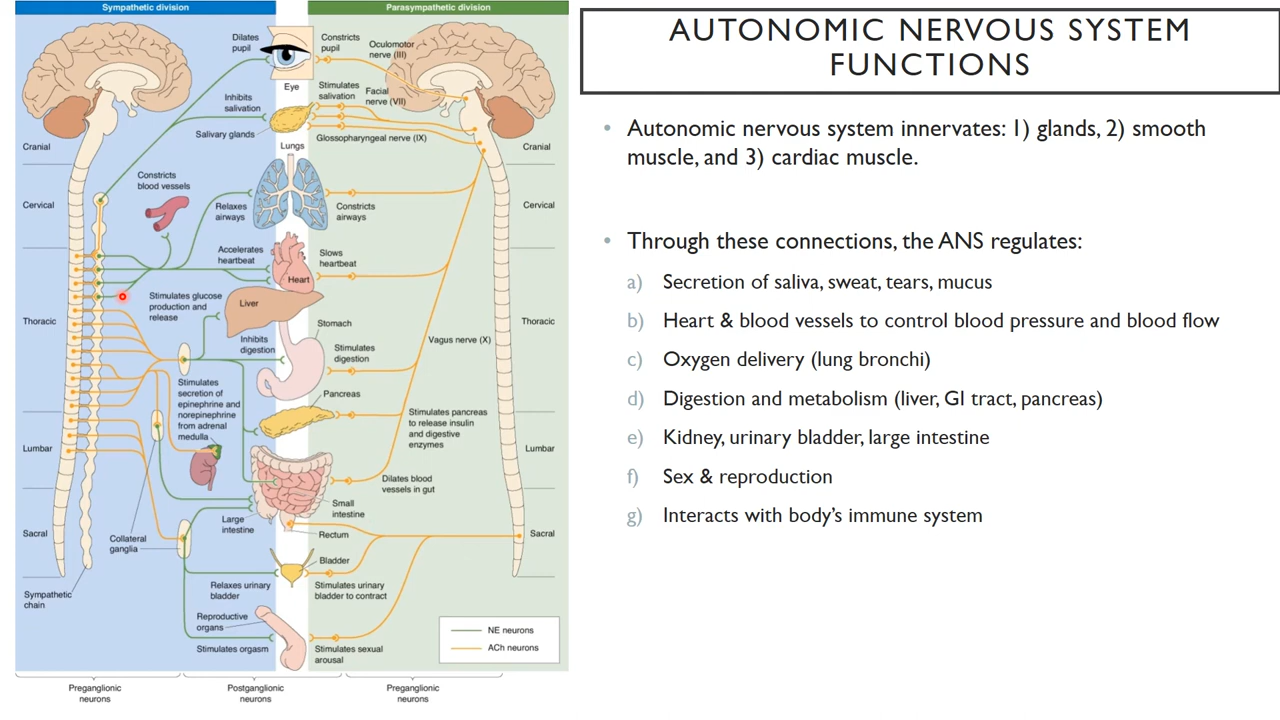 Sympathetic division
Parasympathetic division
Dilates
pupil
Constricts
pupil
Oculomotor
nerve (III)
Eye
Inhibits
salivation
Stimulates
salivation
Facial
nerve (VII)
Salivary glands
Glossopharyngeal nerve (IX)
Lungs
Cranial
Cranial
Constricts
blood vessels
Cervical
Relaxes
airways
Constricts
airways
Cervical
Accelerates
heartbeat
Slows
heartbeat
Heart
Stimulates glucose
production and
release
Liver
Thoracic
Stomach
Thoracic
Inhibits
digestion
Stimulates
digestion
Vagus nerve (X)
Stimulates
secretion of
epinephrine and
norepinephrine
from adrenal
medulla
Pancreas
Stimulates pancreas
to release insulin
and digestive
enzymes
Lumbar
Lumbar
Dilates blood
vessels in gut
Small
intestine
Large
intestine
Rectum
Sacral
Sacral
Collateral
ganglia
Bladder
Relaxes urinary
bladder
Stimulates urinary
bladder to contract
Sympathetic
chain
Reproductive
organs
Stimulates orgasm
Stimulates sexual
arousal
NE neurons
ACh neurons
Preganglionic
neurons
Postganglionic
neurons
Preganglionic
neurons
AUTONOMIC NERVOUS SYSTEM
FUNCTIONS
• Autonomic nervous system innervates: 1) glands, 2) smooth
muscle, and 3) cardiac muscle.
• Through these connections, the ANS regulates:
a) Secretion of saliva, sweat, tears, mucus
b) Heart & blood vessels to control blood pressure and blood flow
c) Oxygen delivery (lung bronchi)
d) Digestion and metabolism (liver, GI tract, pancreas)
e) Kidney, urinary bladder, large intestine
f) Sex & reproduction
g) Interacts with body's immune system